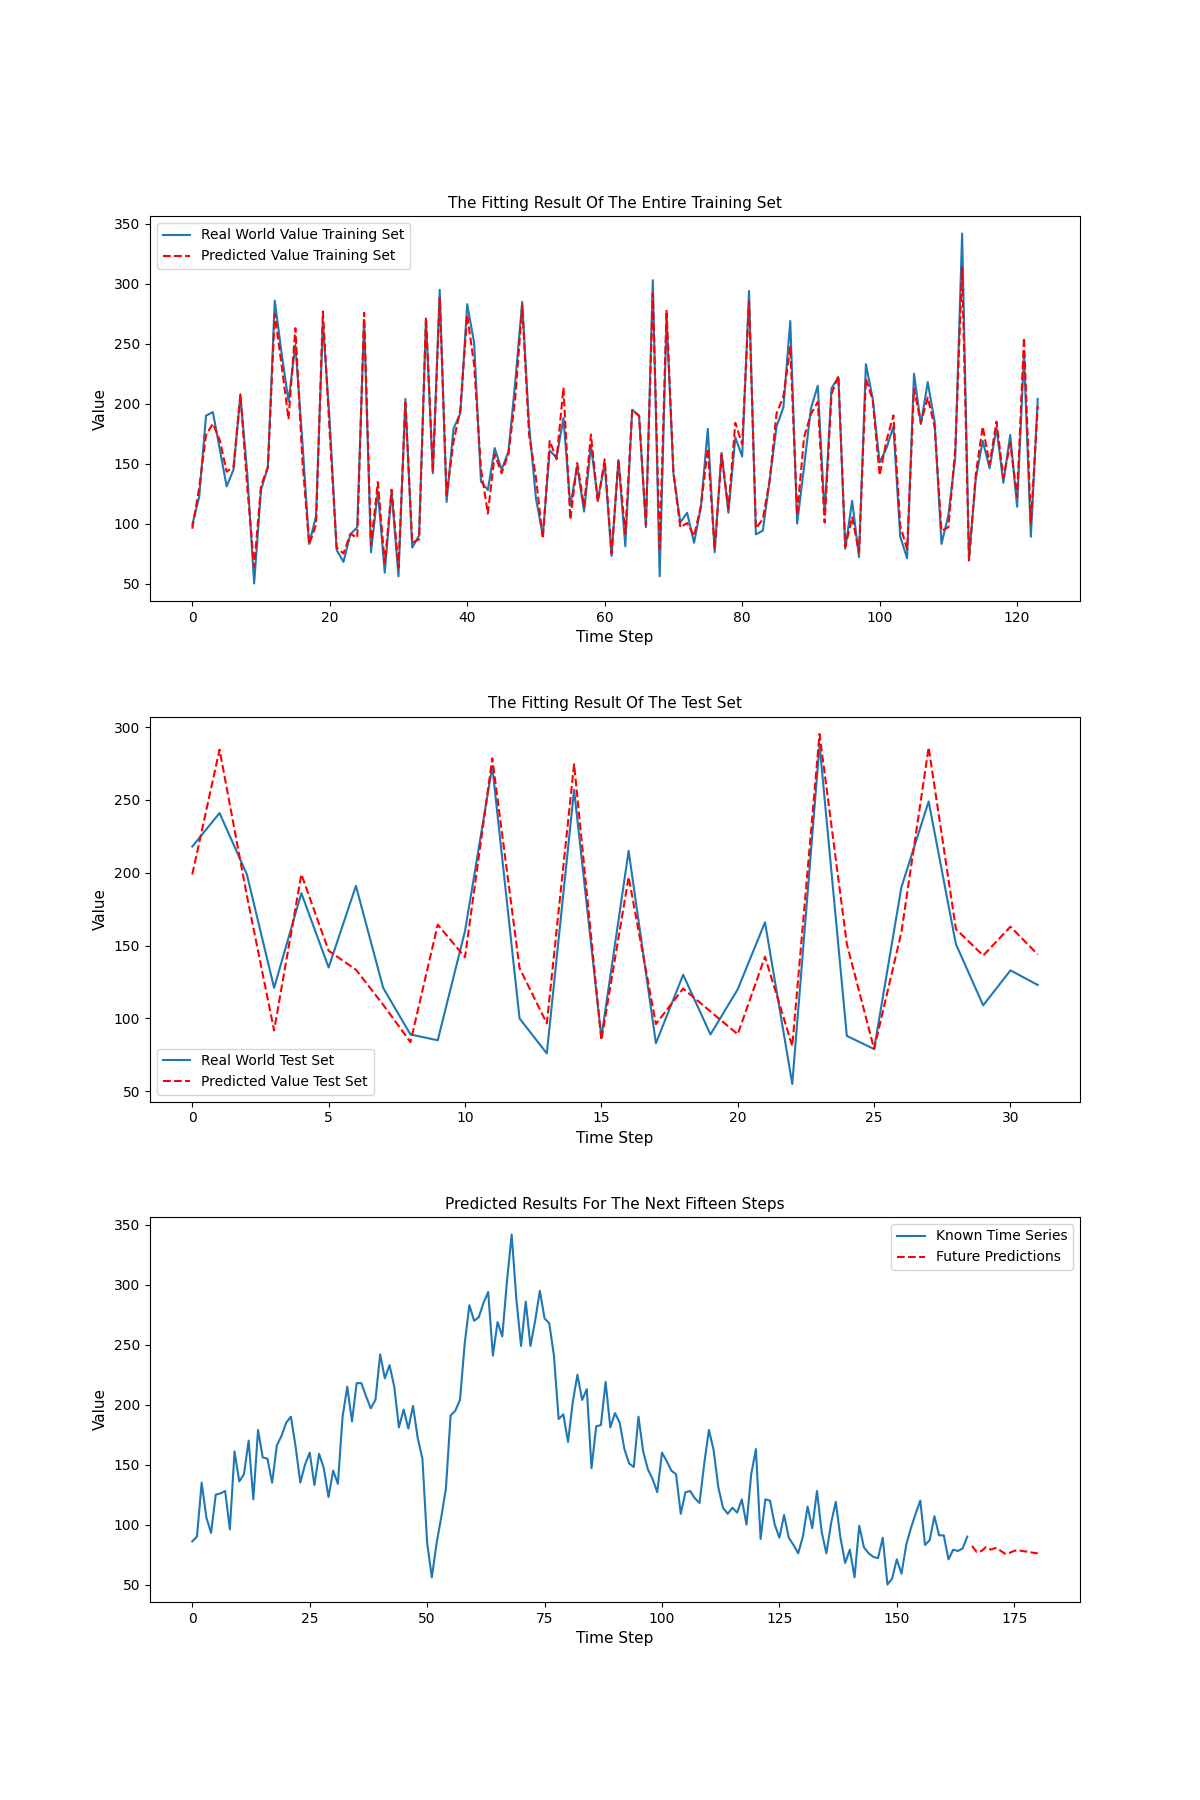 The Fitting Result Of The Entire Training Set
350
300
250
200
150
100
50
Value
Real World Value Training Set
Predicted Value Training Set
0 20 40 60 80 100 120
Time Step
The Fitting Result Of The Test Set
300
250
200
150
100
50
Value
Real World Test Set
Predicted Value Test Set
0 5 10 15 20 25 30
Time Step
Predicted Results For The Next Fifteen Steps
350
300
250
200
150
100
50
Value
Known Time Series
Future Predictions
0 25 50 75 100 125 150 175
Time Step